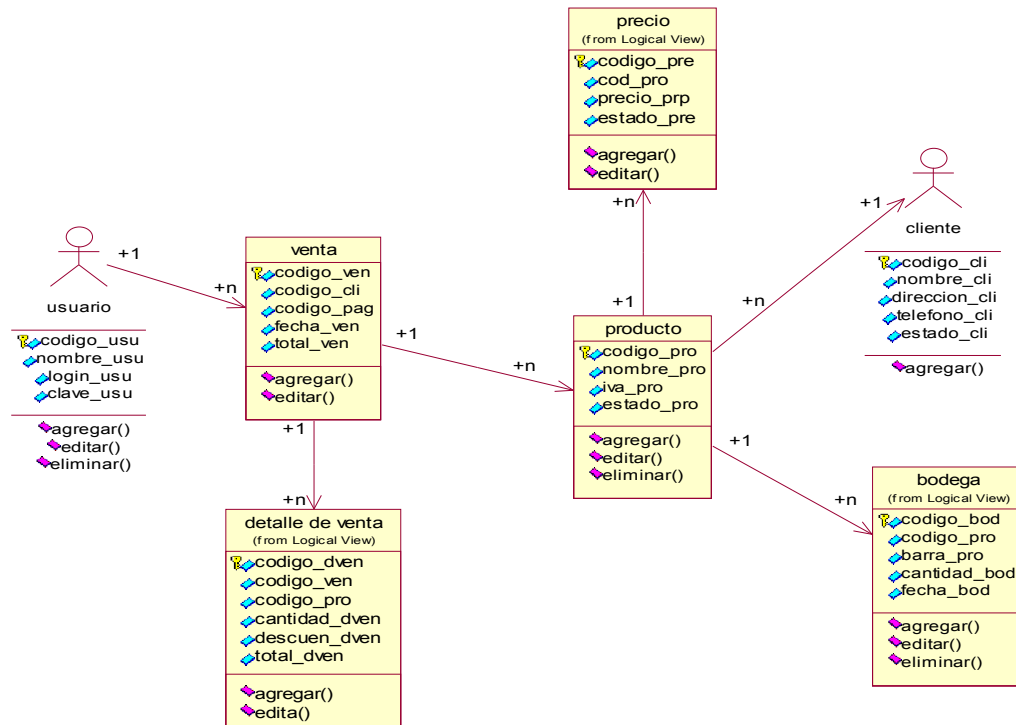 precio
(from Logical View)
codigo_pre
cod_pro
precio_prp
estado_pre
agregar()
editar()
+n
+1
usuario
codigo_usu
nombre_usu
login_usu
clave_usu
agregar()
editar()
eliminar()
+1
+n
venta
codigo_ven
codigo_cli
codigo_pag
fecha_ven
total_ven
agregar()
editar()
+1
+n
+1
+n
detalle de venta
(from Logical View)
codigo_dven
codigo_ven
codigo_pro
cantidad_dven
descuen_dven
total_dven
agregar()
edita()
producto
codigo_pro
nombre_pro
iva_pro
estado_pro
agregar()
editar()
eliminar()
+n
+1
cliente
codigo_cli
nombre_cli
direccion_cli
telefono_cli
estado_cli
agregar()
+1
+n
bodega
(from Logical View)
codigo_bod
codigo_pro
barra_pro
cantidad_bod
fecha_bod
agregar()
editar()
eliminar()